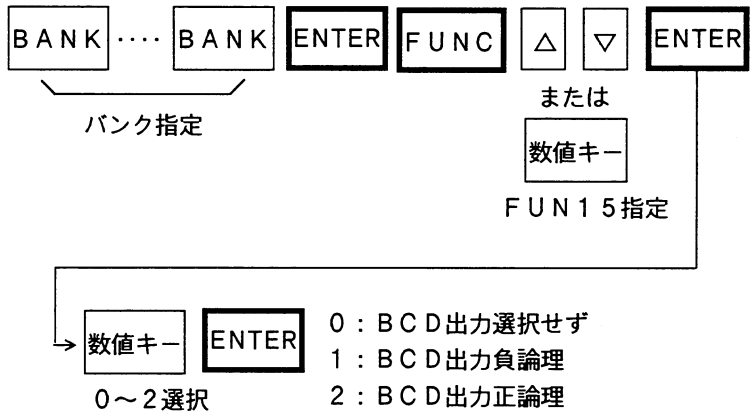 BANK ‥‥ BANK ENTER FUNC △ ▽ ENTER
バンク指定
または
数値キー
FUN15指定
数値キー ENTER
0～2選択
0：BCD出力選択せず
1：BCD出力負論理
2：BCD出力正論理